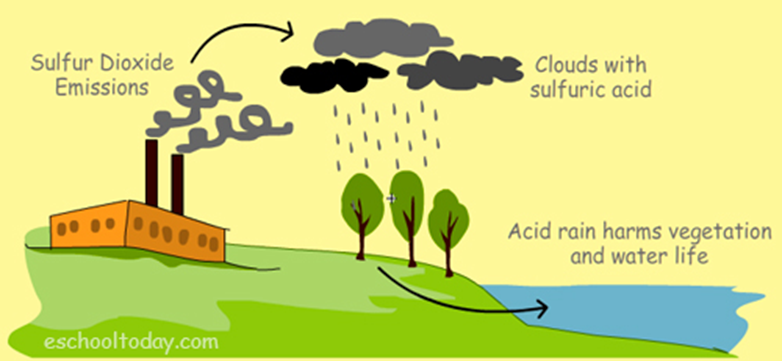 Sulfur Dioxide
Emissions
Clouds with
sulfuric acid
Acid rain harms vegetation
and water life
eschooltoday.com